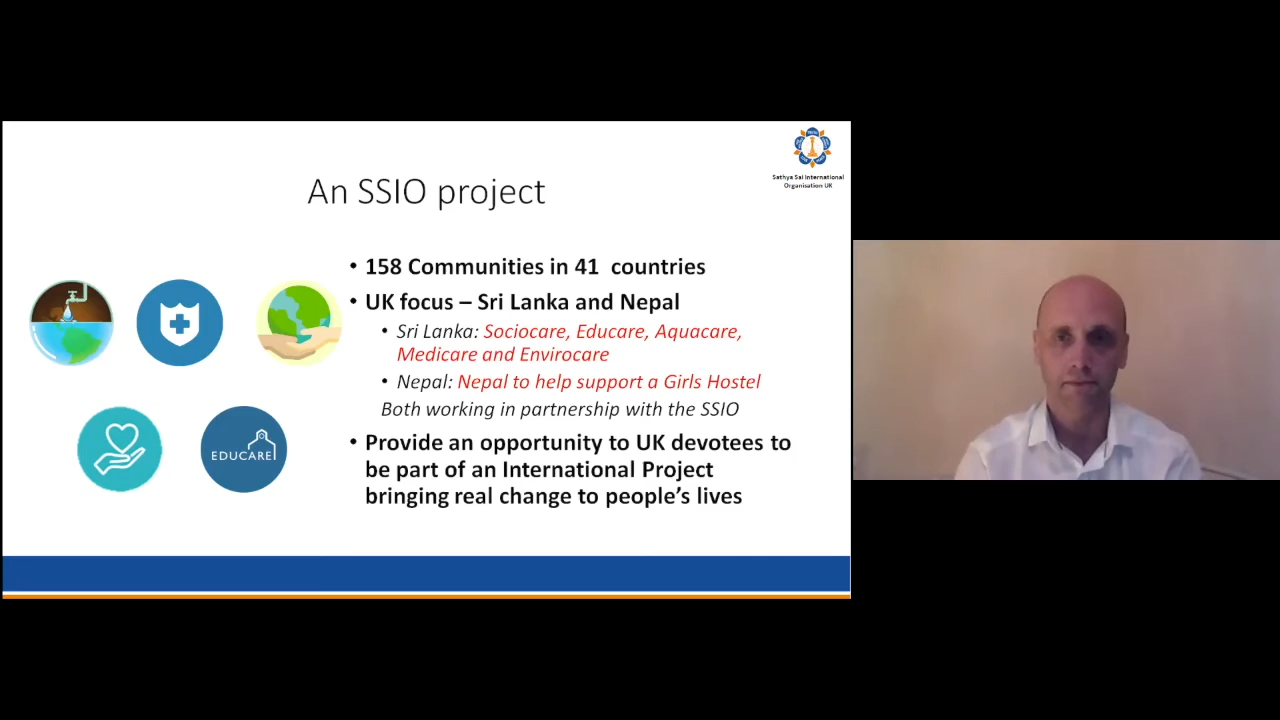 Sathya Sai International
Organisation UK
An SSIO project
• 158 Communities in 41 countries
• UK focus – Sri Lanka and Nepal
• Sri Lanka: Sociocare, Educare, Aquacare,
Medicare and Envirocare
• Nepal: Nepal to help support a Girls Hostel
Both working in partnership with the SSIO
• Provide an opportunity to UK devotees to
be part of an International Project
bringing real change to people's lives
EDUCARE